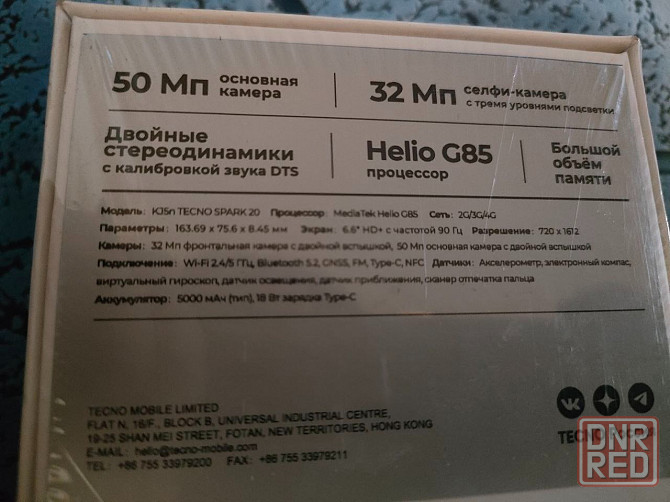 50 Мп основная камера
32 Мп селфи-камера с тремя уровнями подсветки
Двойные стереодинамики с калибровкой звука DTS
Helio G85 процессор
Большой объём памяти
Модель: KJ5n TECNO SPARK 20 Процессор: MediaTek Helio G85 Сеть: 2G/3G/4G
Параметры: 163.69 x 75.6 x 8.45 мм Экран: 6.6" HD+ с частотой 90 Гц Разрешение: 720 x 1612
Камеры: 32 Мп фронтальная камера с двойной вспышкой, 50 Мп основная камера с двойной вспышкой
Подключение: Wi-Fi 2.4/5 ГГц, Bluetooth 5.2, GNSS, FM, Type-C, NFC Датчики: Акселерометр, электронный компас,
виртуальный гироскоп, датчик освещения, датчик приближения, сканер отпечатка пальца
Аккумулятор: 5000 мАч (тип), 18 Вт зарядка Type-C
TECNO MOBILE LIMITED
FLAT N, 16/F., BLOCK B, UNIVERSAL INDUSTRIAL CENTRE,
19-25 SHAN MEI STREET, FOTAN, NEW TERRITORIES, HONG KONG
E-MAIL: hello@tecno-mobile.com
TEL: +86 755 33979200 FAX: +86 755 33979211
TECNO
DNR
RED